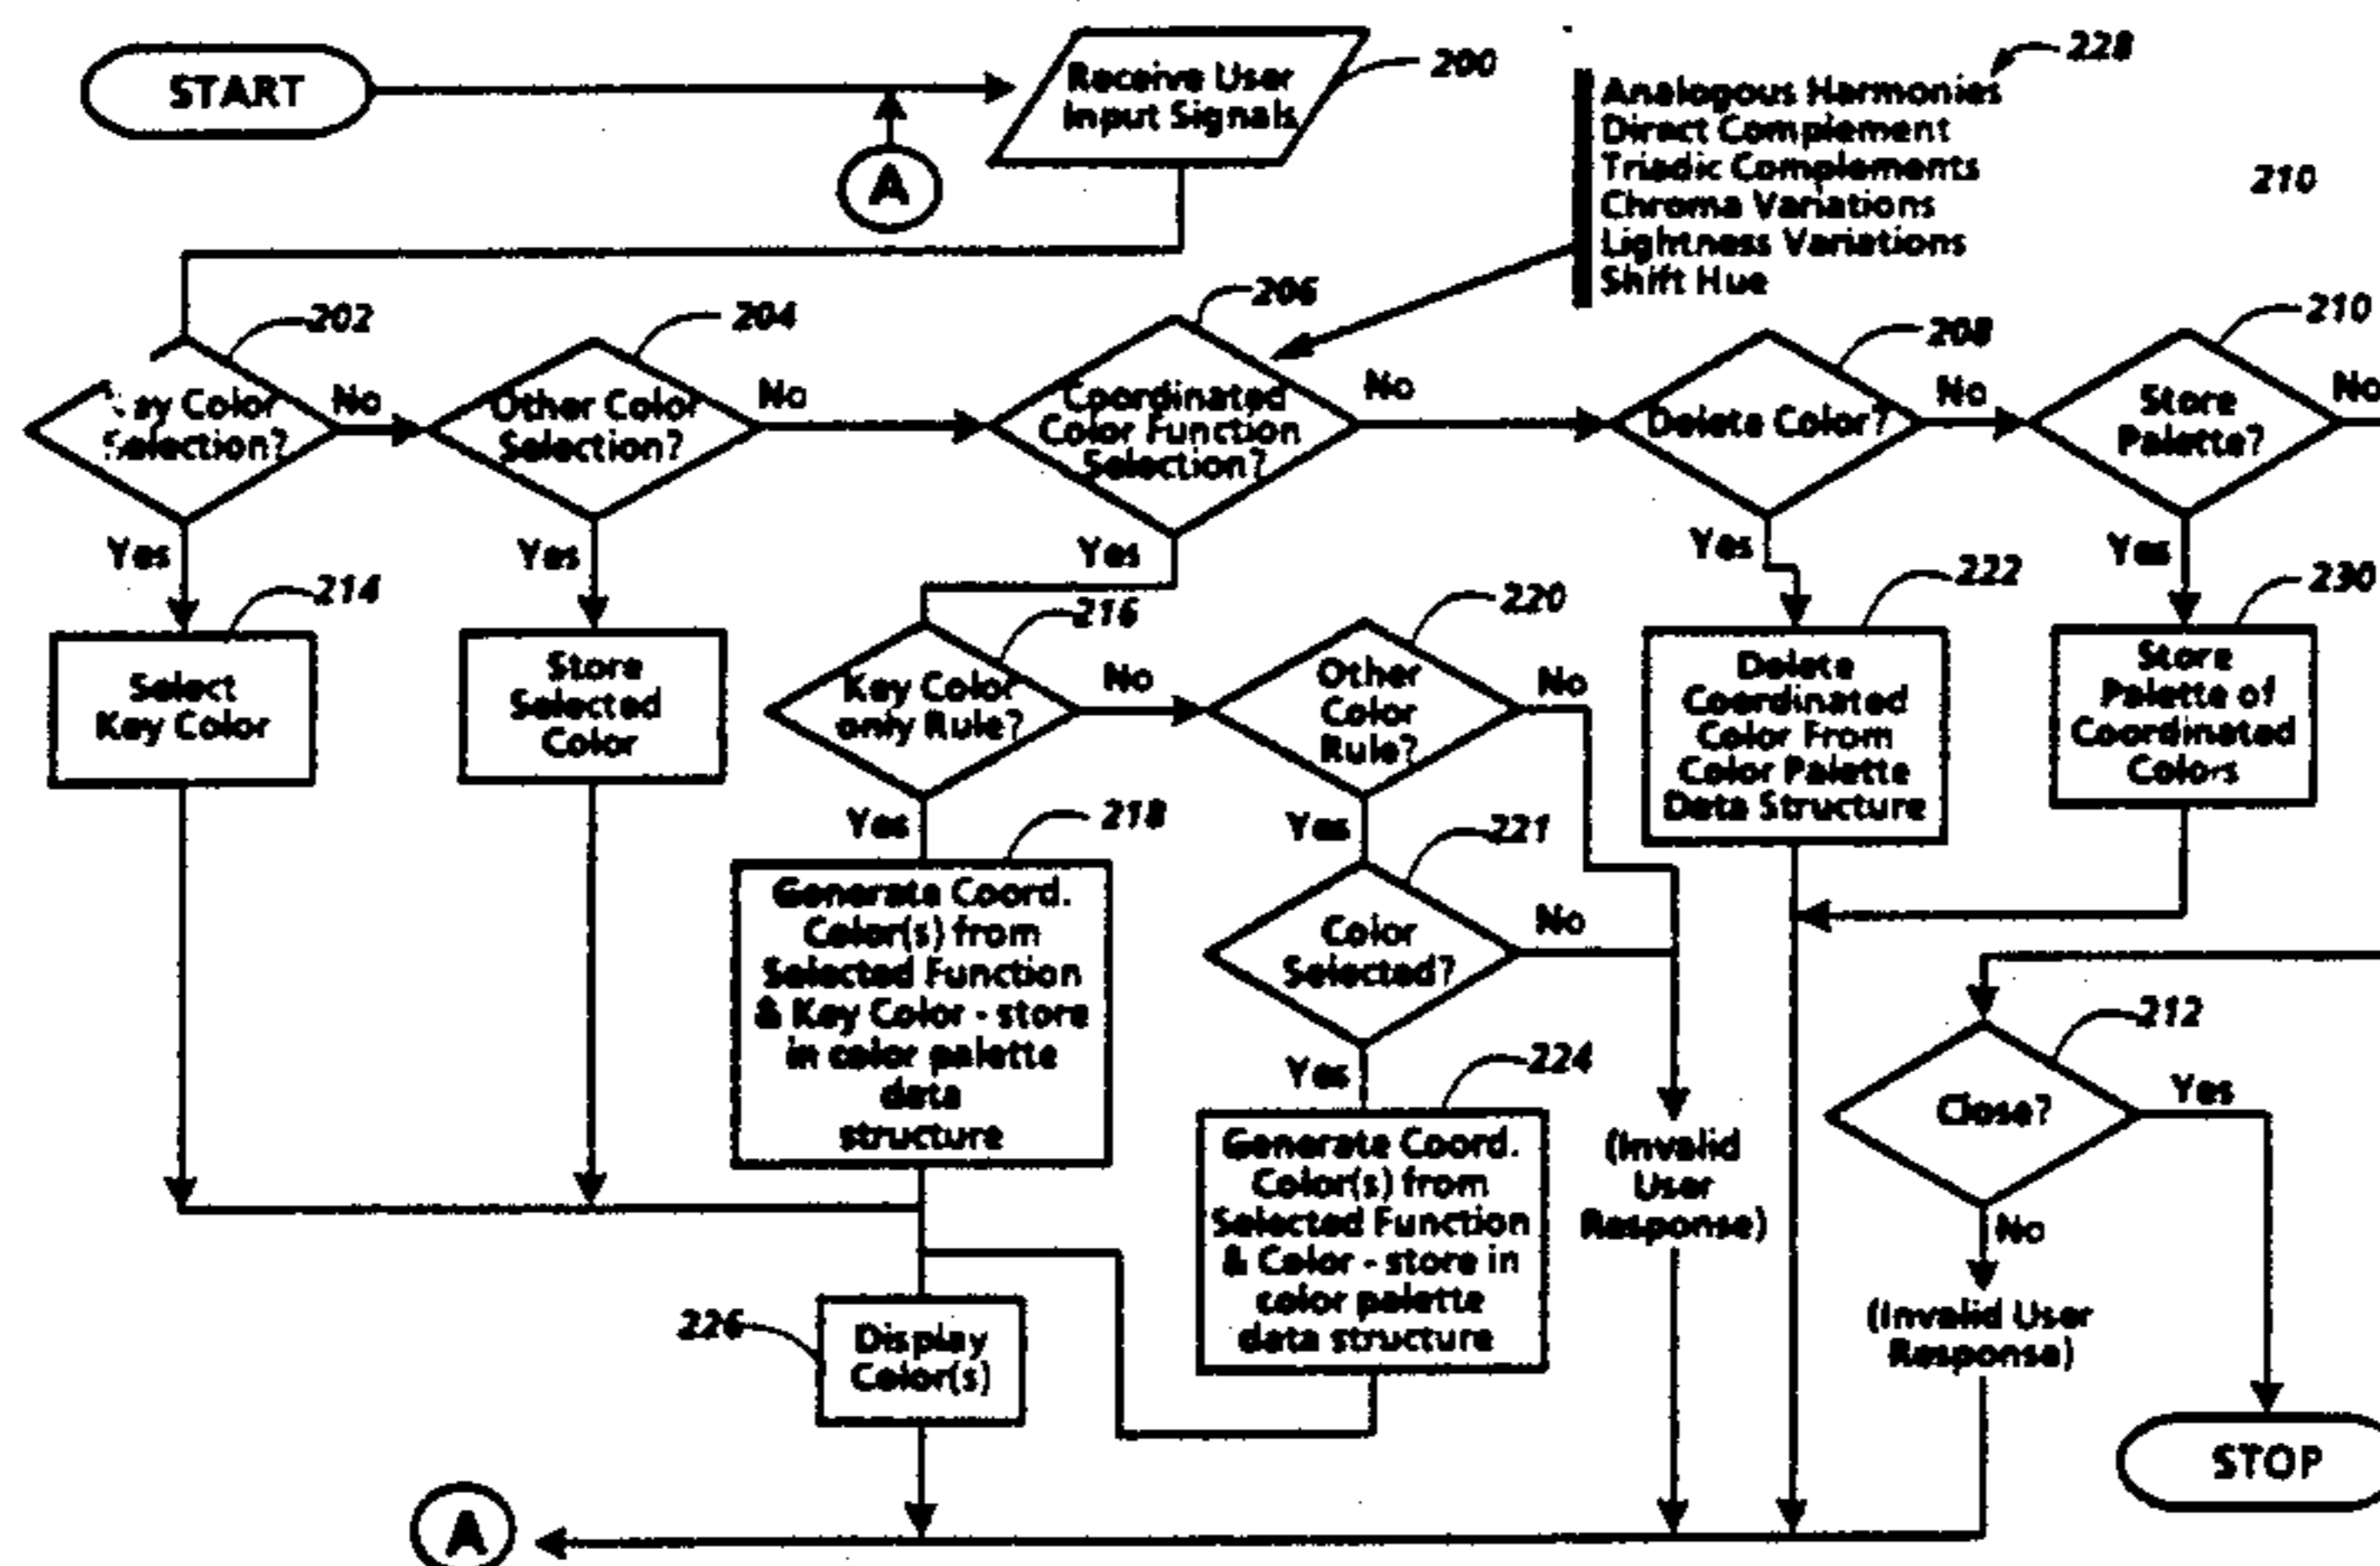 START
Receive User
Input Signals
200
A
228
Analogous Harmonies
Direct Complement
Triadic Complements
Chroma Variations
Lightness Variations
Shift Hue
210
202
ay Color
Selection?
No
Yes
204
Other Color
Selection?
No
Yes
206
Coordinated
Color Function
Selection?
No
Yes
208
Delete Color?
No
Yes
210
Store
Palette?
No
Yes
214
Select
Key Color
Store
Selected
Color
216
Key Color
only Rule?
No
Yes
220
Other
Color
Rule?
No
Yes
222
Delete
Coordinated
Color From
Color Palette
Data Structure
230
Store
Palette of
Coordinated
Colors
218
Generate Coord.
Color(s) from
Selected Function
& Key Color - store
in color palette
data
structure
221
Color
Selected?
No
Yes
224
Generate Coord.
Color(s) from
Selected Function
& Color - store in
color palette
data structure
(Invalid
User
Response)
212
Close?
Yes
No
(Invalid User
Response)
226
Display
Color(s)
STOP
A